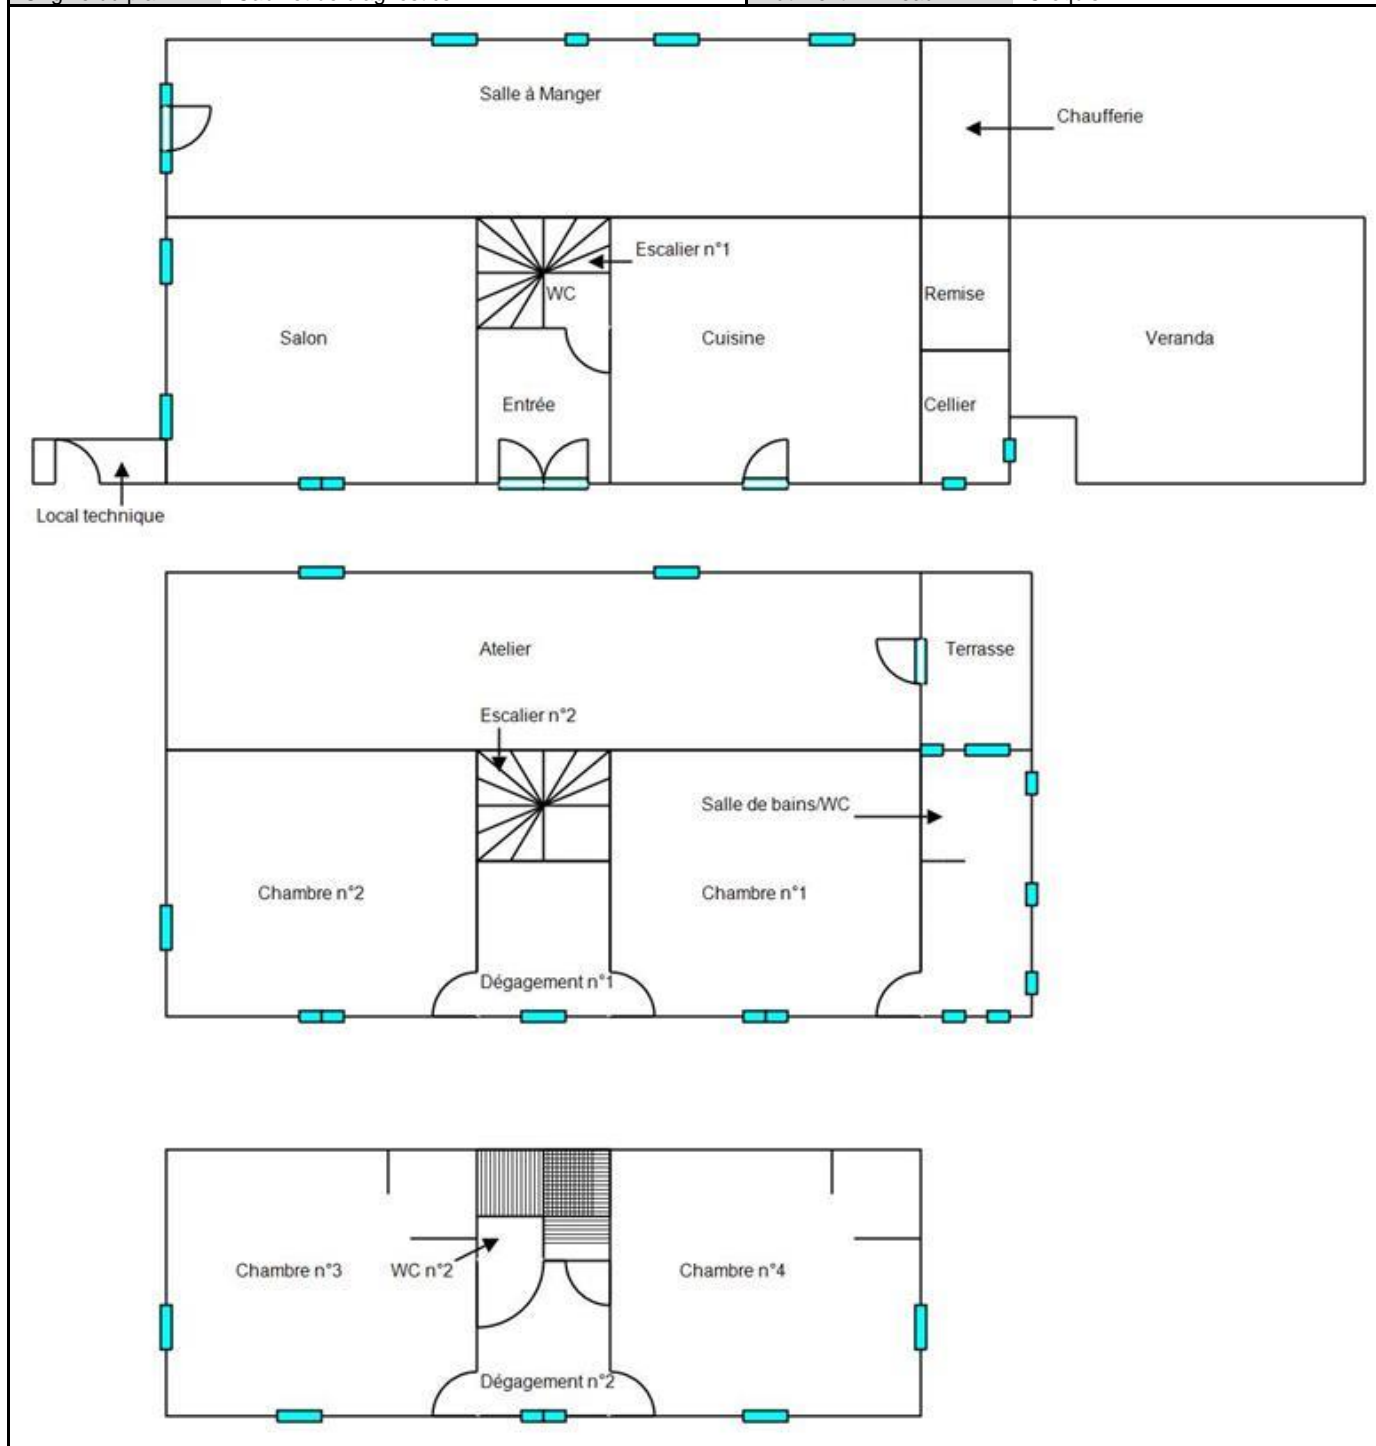 Salle à Manger
Chaufferie
Escalier n°1
WC
Remise
Salon
Cuisine
Veranda
Entrée
Cellier
Local technique
Atelier
Terrasse
Escalier n°2
Salle de bains/WC
Chambre n°2
Chambre n°1
Dégagement n°1
Chambre n°3
WC n°2
Chambre n°4
Dégagement n°2